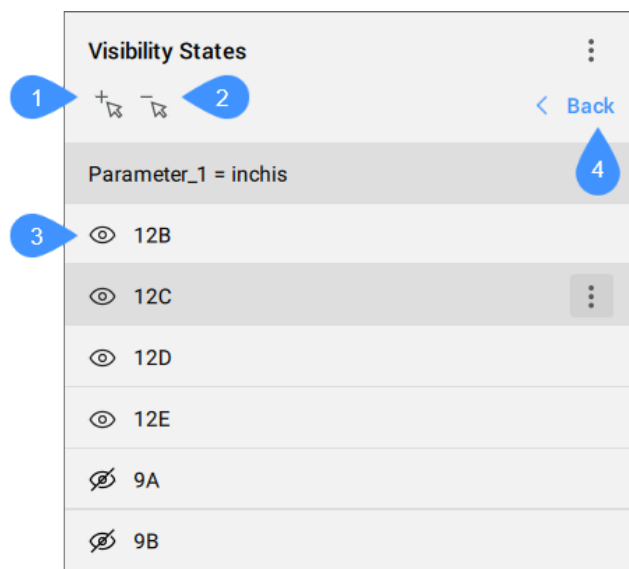 Visibility States
1
2
Back
4
Parameter_1 = inchis
3
12B
12C
12D
12E
9A
9B